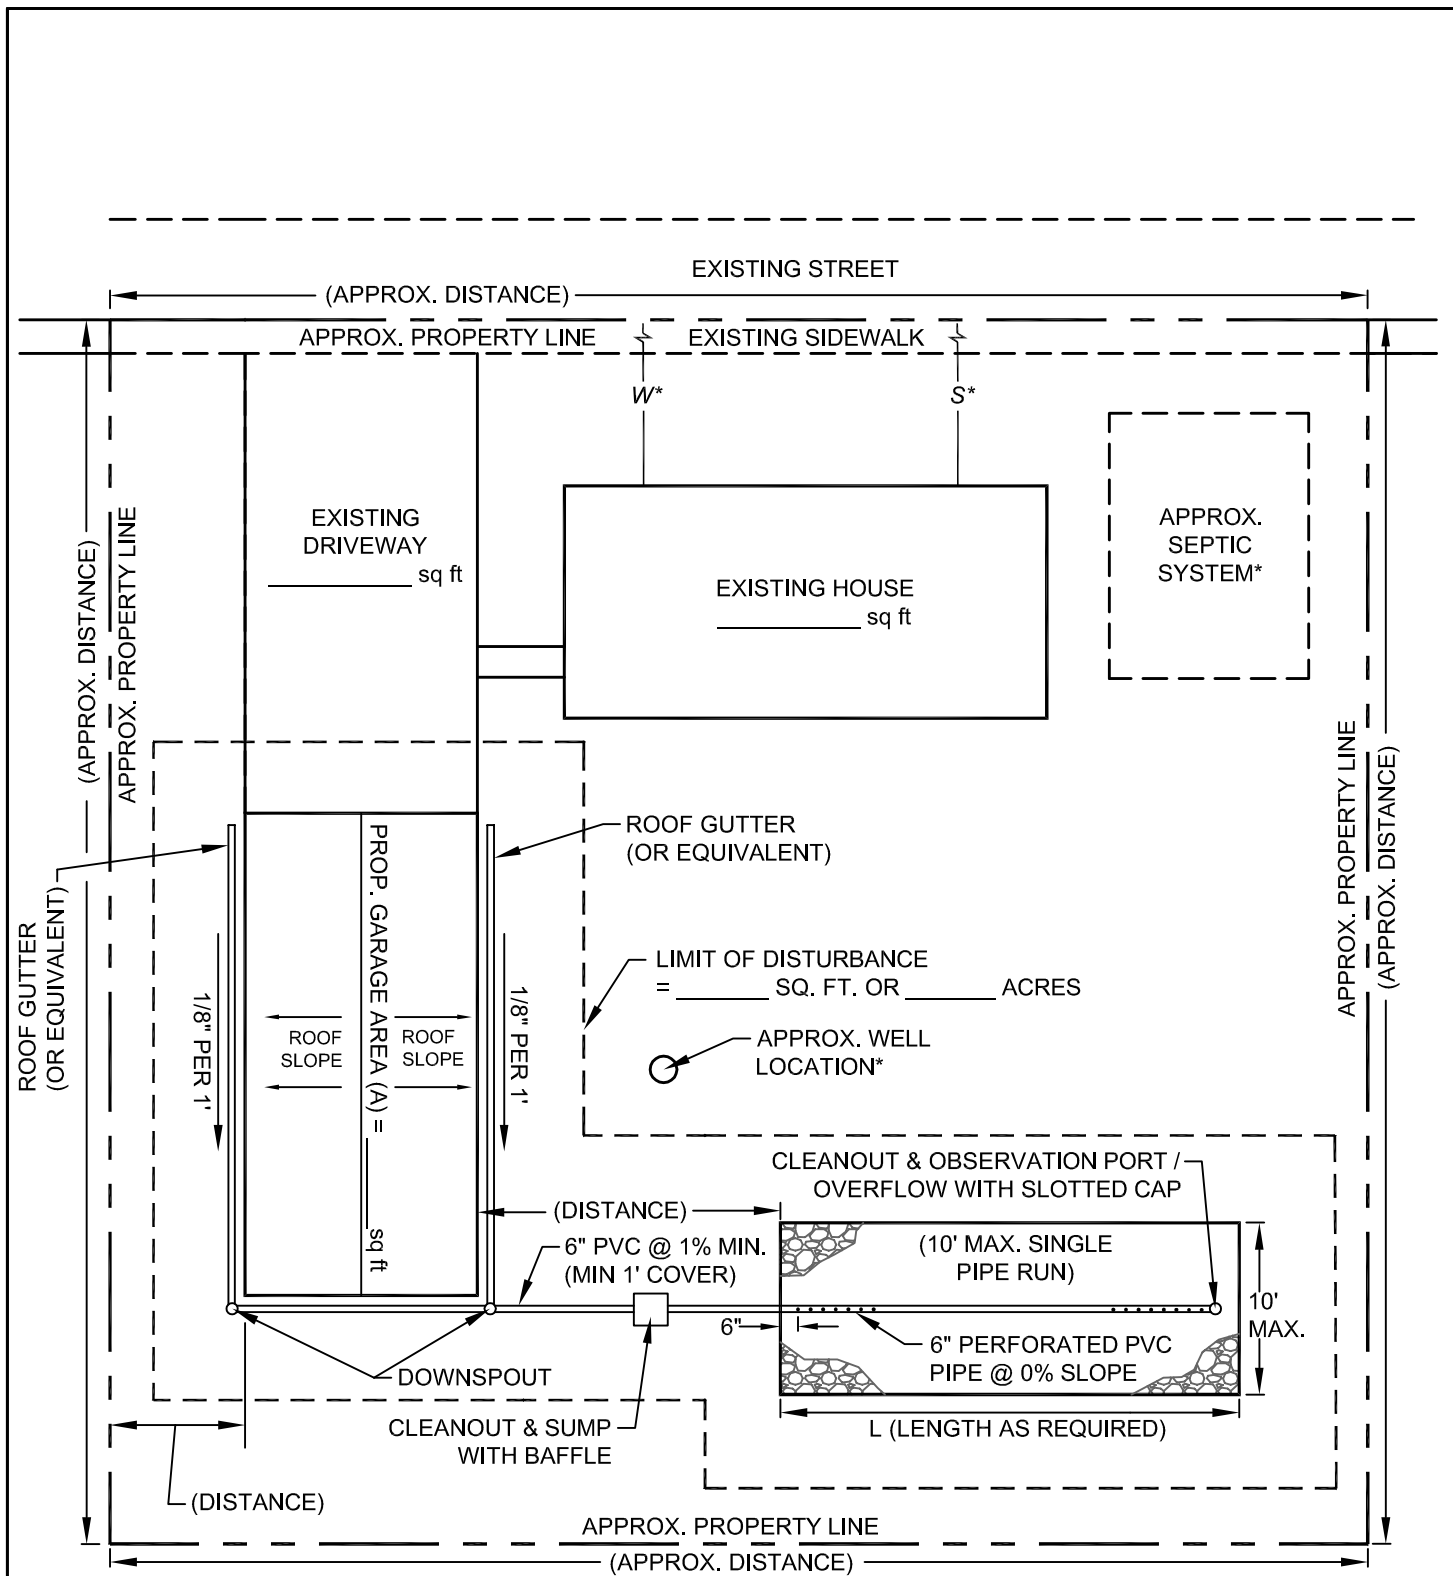 EXISTING STREET
(APPROX. DISTANCE)
APPROX. PROPERTY LINE
EXISTING SIDEWALK
W*
S*
EXISTING
DRIVEWAY
________ sq ft
EXISTING HOUSE
________ sq ft
APPROX.
SEPTIC
SYSTEM*
(APPROX. DISTANCE)
APPROX. PROPERTY LINE
APPROX. PROPERTY LINE
(APPROX. DISTANCE)
ROOF GUTTER
(OR EQUIVALENT)
ROOF GUTTER
(OR EQUIVALENT)
PROP. GARAGE AREA (A) = ________ sq ft
LIMIT OF DISTURBANCE
= ______ SQ. FT. OR ______ ACRES
1/8" PER 1'
ROOF
SLOPE
ROOF
SLOPE
1/8" PER 1'
APPROX. WELL
LOCATION*
CLEANOUT & OBSERVATION PORT /
OVERFLOW WITH SLOTTED CAP
(DISTANCE)
6" PVC @ 1% MIN.
(MIN 1' COVER)
(10' MAX. SINGLE
PIPE RUN)
10'
MAX.
6"
6" PERFORATED PVC
PIPE @ 0% SLOPE
DOWNSPOUT
CLEANOUT & SUMP
WITH BAFFLE
L (LENGTH AS REQUIRED)
(DISTANCE)
APPROX. PROPERTY LINE
(APPROX. DISTANCE)